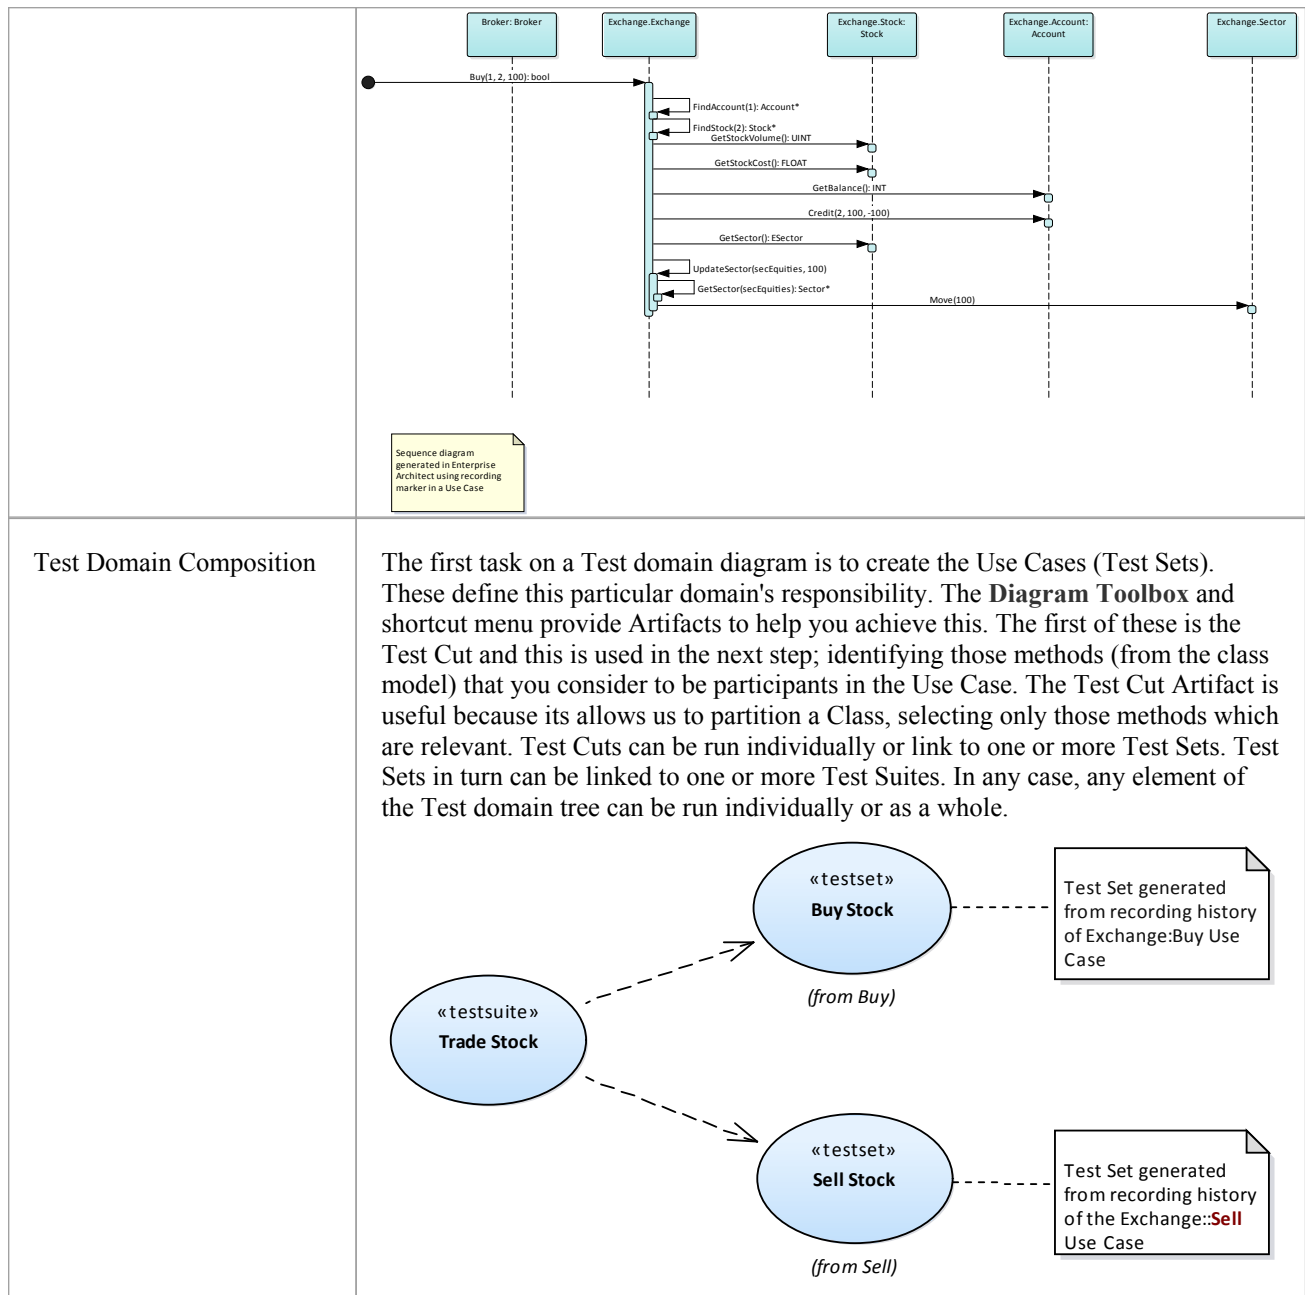 Broker: Broker
Exchange.Exchange
Exchange.Stock:
Stock
Exchange.Account:
Account
Exchange.Sector
Buy(1, 2, 100): bool
FindAccount(1): Account*
FindStock(2): Stock*
GetStockVolume(): UINT
GetStockCost(): FLOAT
GetBalance(): INT
Credit(2, 100, -100)
GetSector(): ESector
UpdateSector(secEquities, 100)
GetSector(secEquities): Sector*
Move(100)
Sequence diagram
generated in Enterprise
Architect using recording
marker in a Use Case
Test Domain Composition
The first task on a Test domain diagram is to create the Use Cases (Test Sets).
These define this particular domain's responsibility. The Diagram Toolbox and
shortcut menu provide Artifacts to help you achieve this. The first of these is the
Test Cut and this is used in the next step; identifying those methods (from the class
model) that you consider to be participants in the Use Case. The Test Cut Artifact is
useful because its allows us to partition a Class, selecting only those methods which
are relevant. Test Cuts can be run individually or link to one or more Test Sets. Test
Sets in turn can be linked to one or more Test Suites. In any case, any element of
the Test domain tree can be run individually or as a whole.
«testset»
Buy Stock
(from Buy)
Test Set generated
from recording history
of Exchange:Buy Use
Case
«testsuite»
Trade Stock
«testset»
Sell Stock
(from Sell)
Test Set generated
from recording history
of the Exchange::Sell
Use Case